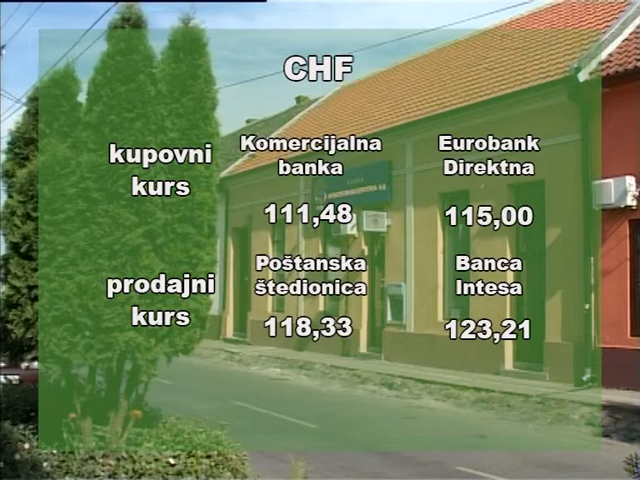 CHF
kupovni
kurs
Komercijalna
banka
111,48
Eurobank
Direktna
115,00
prodajni
kurs
Poštanska
štedionica
118,33
Banca
Intesa
123,21